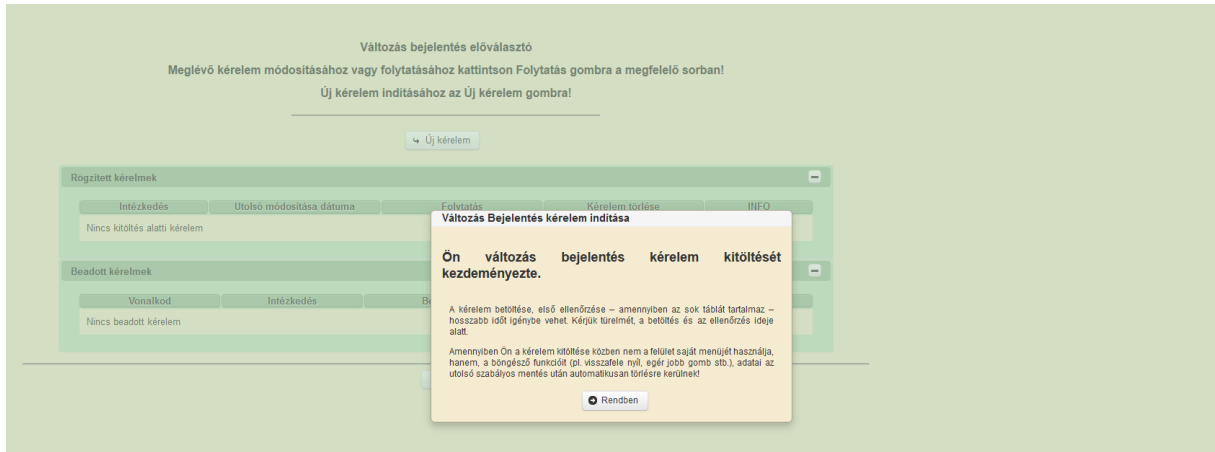 Változás bejelentés előválasztó
Meglévő kérelem módosításához vagy folytatásához kattintson Folytatás gombra a megfelelő sorban!
Új kérelem indításához az Új kérelem gombra!
Új kérelem
Rögzített kérelmek
Intézkedés Utolsó módosítása dátuma Folytatás Kérelem törlése INFO
Nincs kitöltés alatti kérelem
Beadott kérelmek
Vonalkod Intézkedés
Nincs beadott kérelem
Változás Bejelentés kérelem indítása
Ön változás bejelentés kérelem kitöltését
kezdeményezte.
A kérelem betöltése, első ellenőrzése – amennyiben az sok táblát tartalmaz –
hosszabb időt igénybe vehet. Kérjük türelmét, a betöltés és az ellenőrzés ideje
alatt.
Amennyiben Ön a kérelem kitöltése közben nem a felület saját menüjét használja,
hanem, a böngésző funkcióit (pl. visszafele nyíl, egér jobb gomb stb.), adatai az
utolsó szabályos mentés után automatikusan törlésre kerülnek!
Rendben